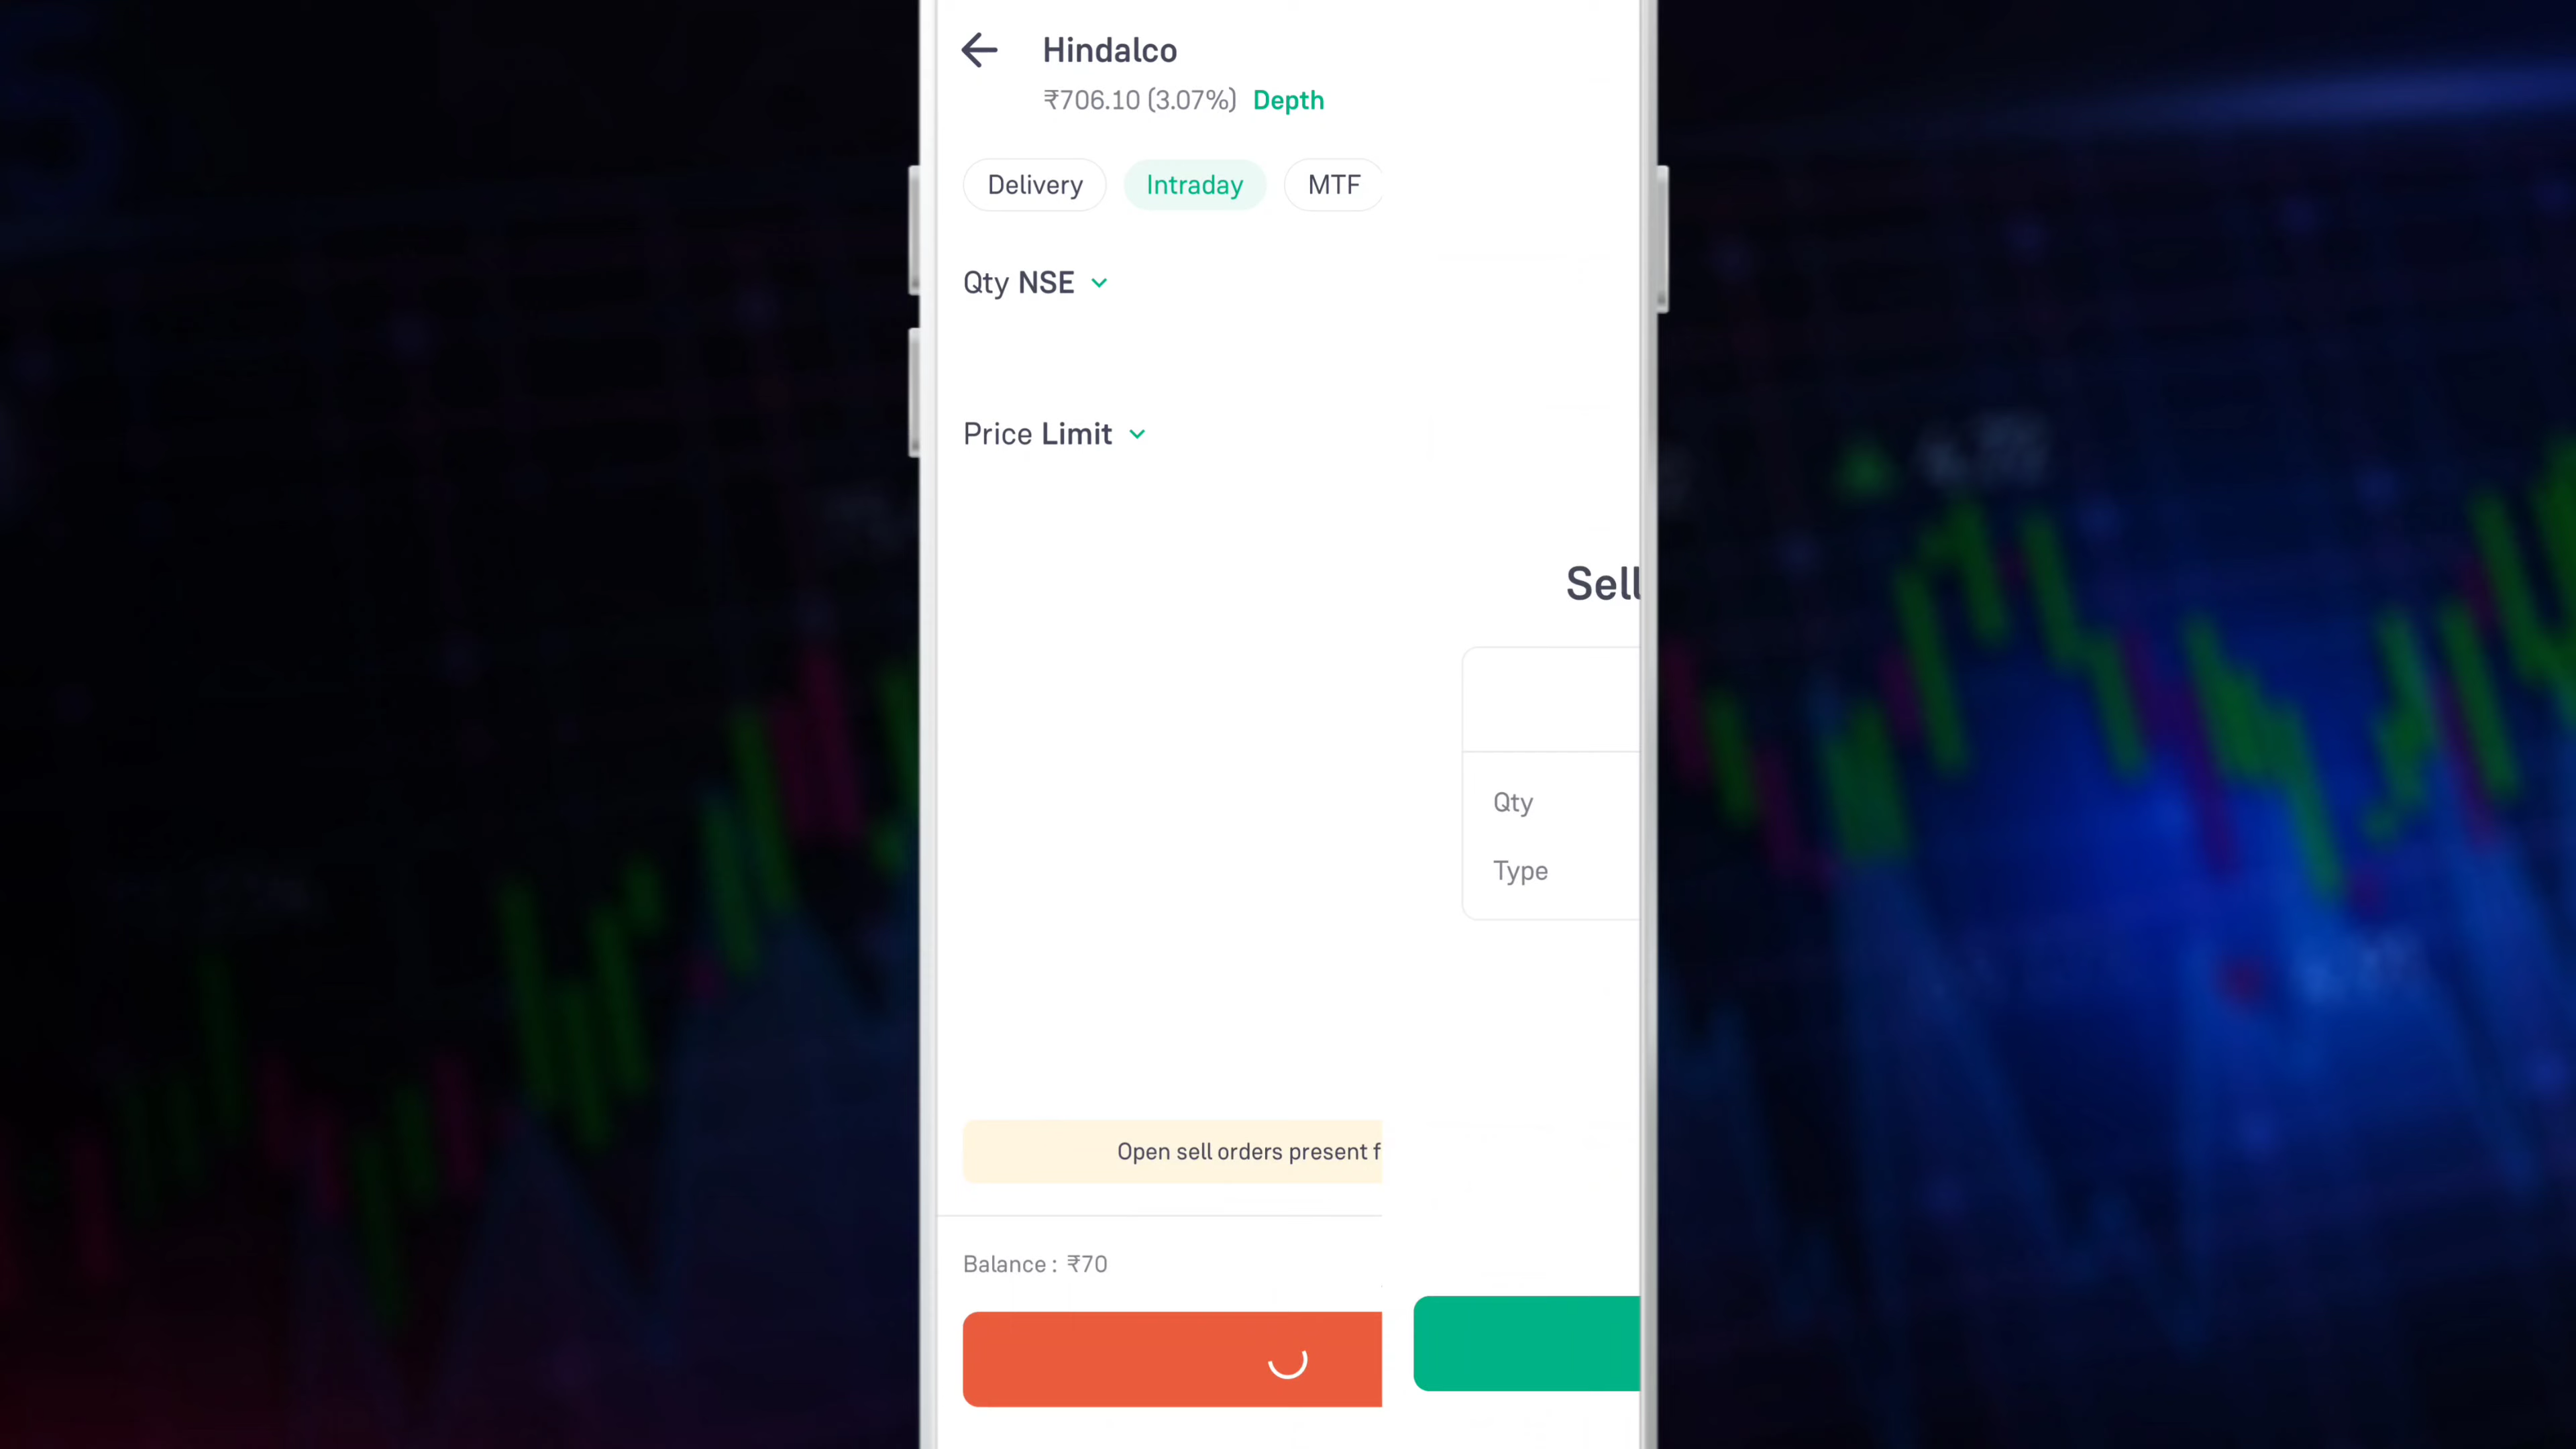 Hindalco
₹706.10 (3.07%) Depth
Delivery Intraday MTF
Qty NSE
Price Limit
Sell
Qty
Type
Open sell orders present f
Balance : ₹70